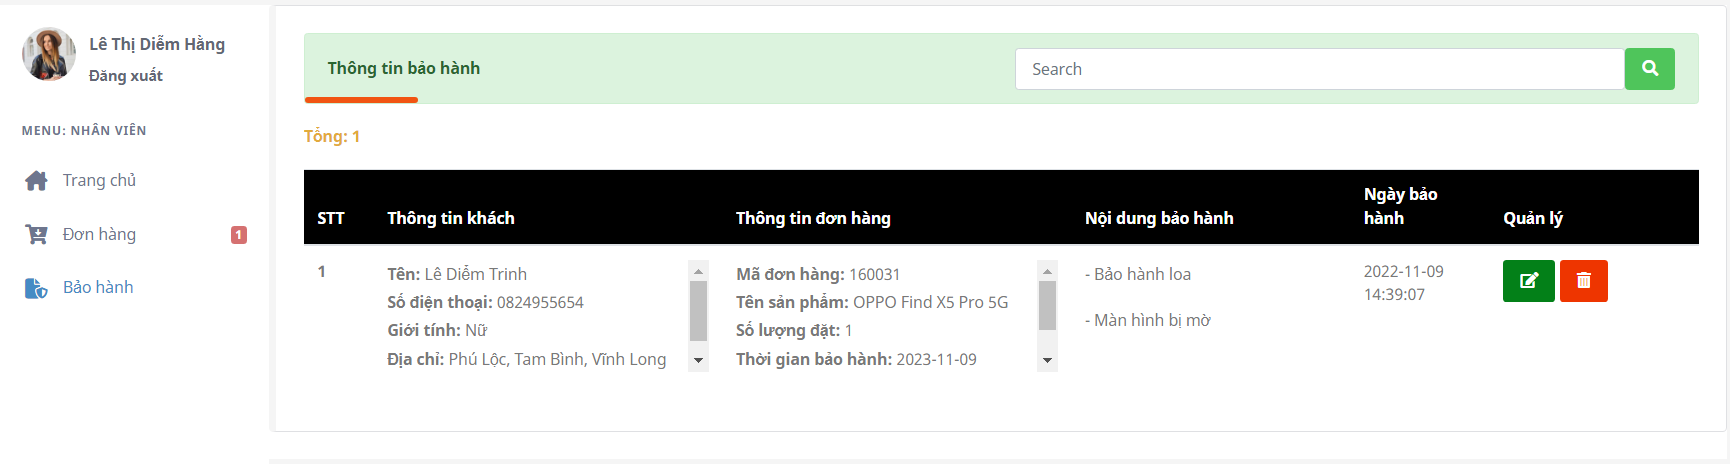 Lê Thị Diễm Hằng
Đăng xuất
MENU: NHÂN VIÊN
Trang chủ
Đơn hàng 1
Bảo hành
Thông tin bảo hành
Search
Tổng: 1
STT Thông tin khách Thông tin đơn hàng Nội dung bảo hành Ngày bảo hành Quản lý
1
Tên: Lê Diễm Trinh
Số điện thoại: 0824955654
Giới tính: Nữ
Địa chỉ: Phú Lộc, Tam Bình, Vĩnh Long
Mã đơn hàng: 160031
Tên sản phẩm: OPPO Find X5 Pro 5G
Số lượng đặt: 1
Thời gian bảo hành: 2023-11-09
- Bảo hành loa
- Màn hình bị mờ
2022-11-09
14:39:07